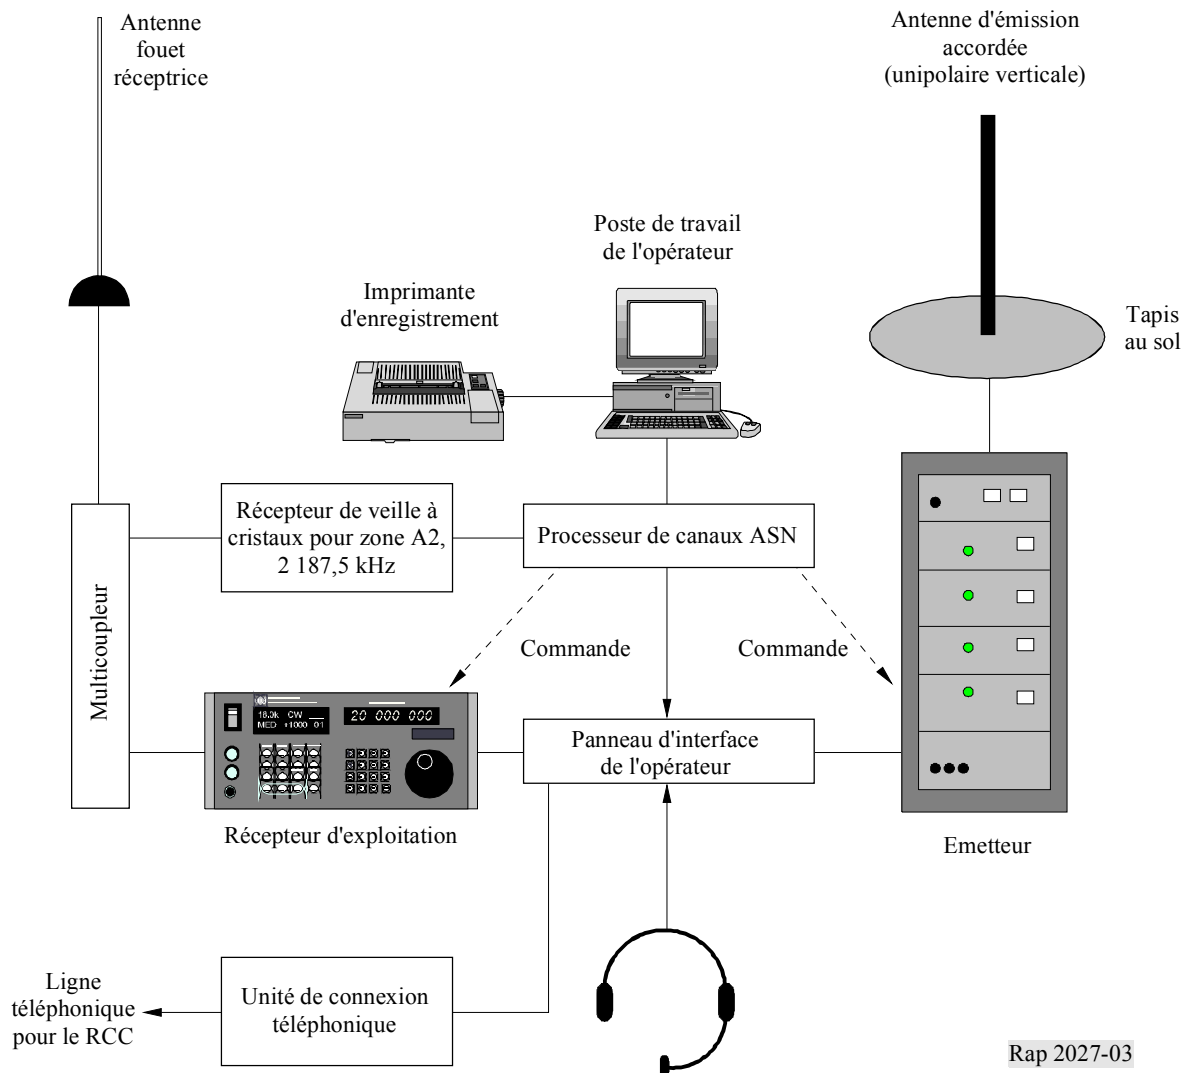 Antenne
fouet
réceptrice
Antenne d'émission
accordée
(unipolaire verticale)
Poste de travail
de l'opérateur
Imprimante
d'enregistrement
Tapis
au sol
Récepteur de veille à
cristaux pour zone A2,
2 187,5 kHz
Processeur de canaux ASN
Multicoupleur
Commande
Commande
16.0k CW
MED +1000 01
20 000 000
Panneau d'interface
de l'opérateur
Récepteur d'exploitation
Emetteur
Ligne
téléphonique
pour le RCC
Unité de connexion
téléphonique
Rap 2027-03